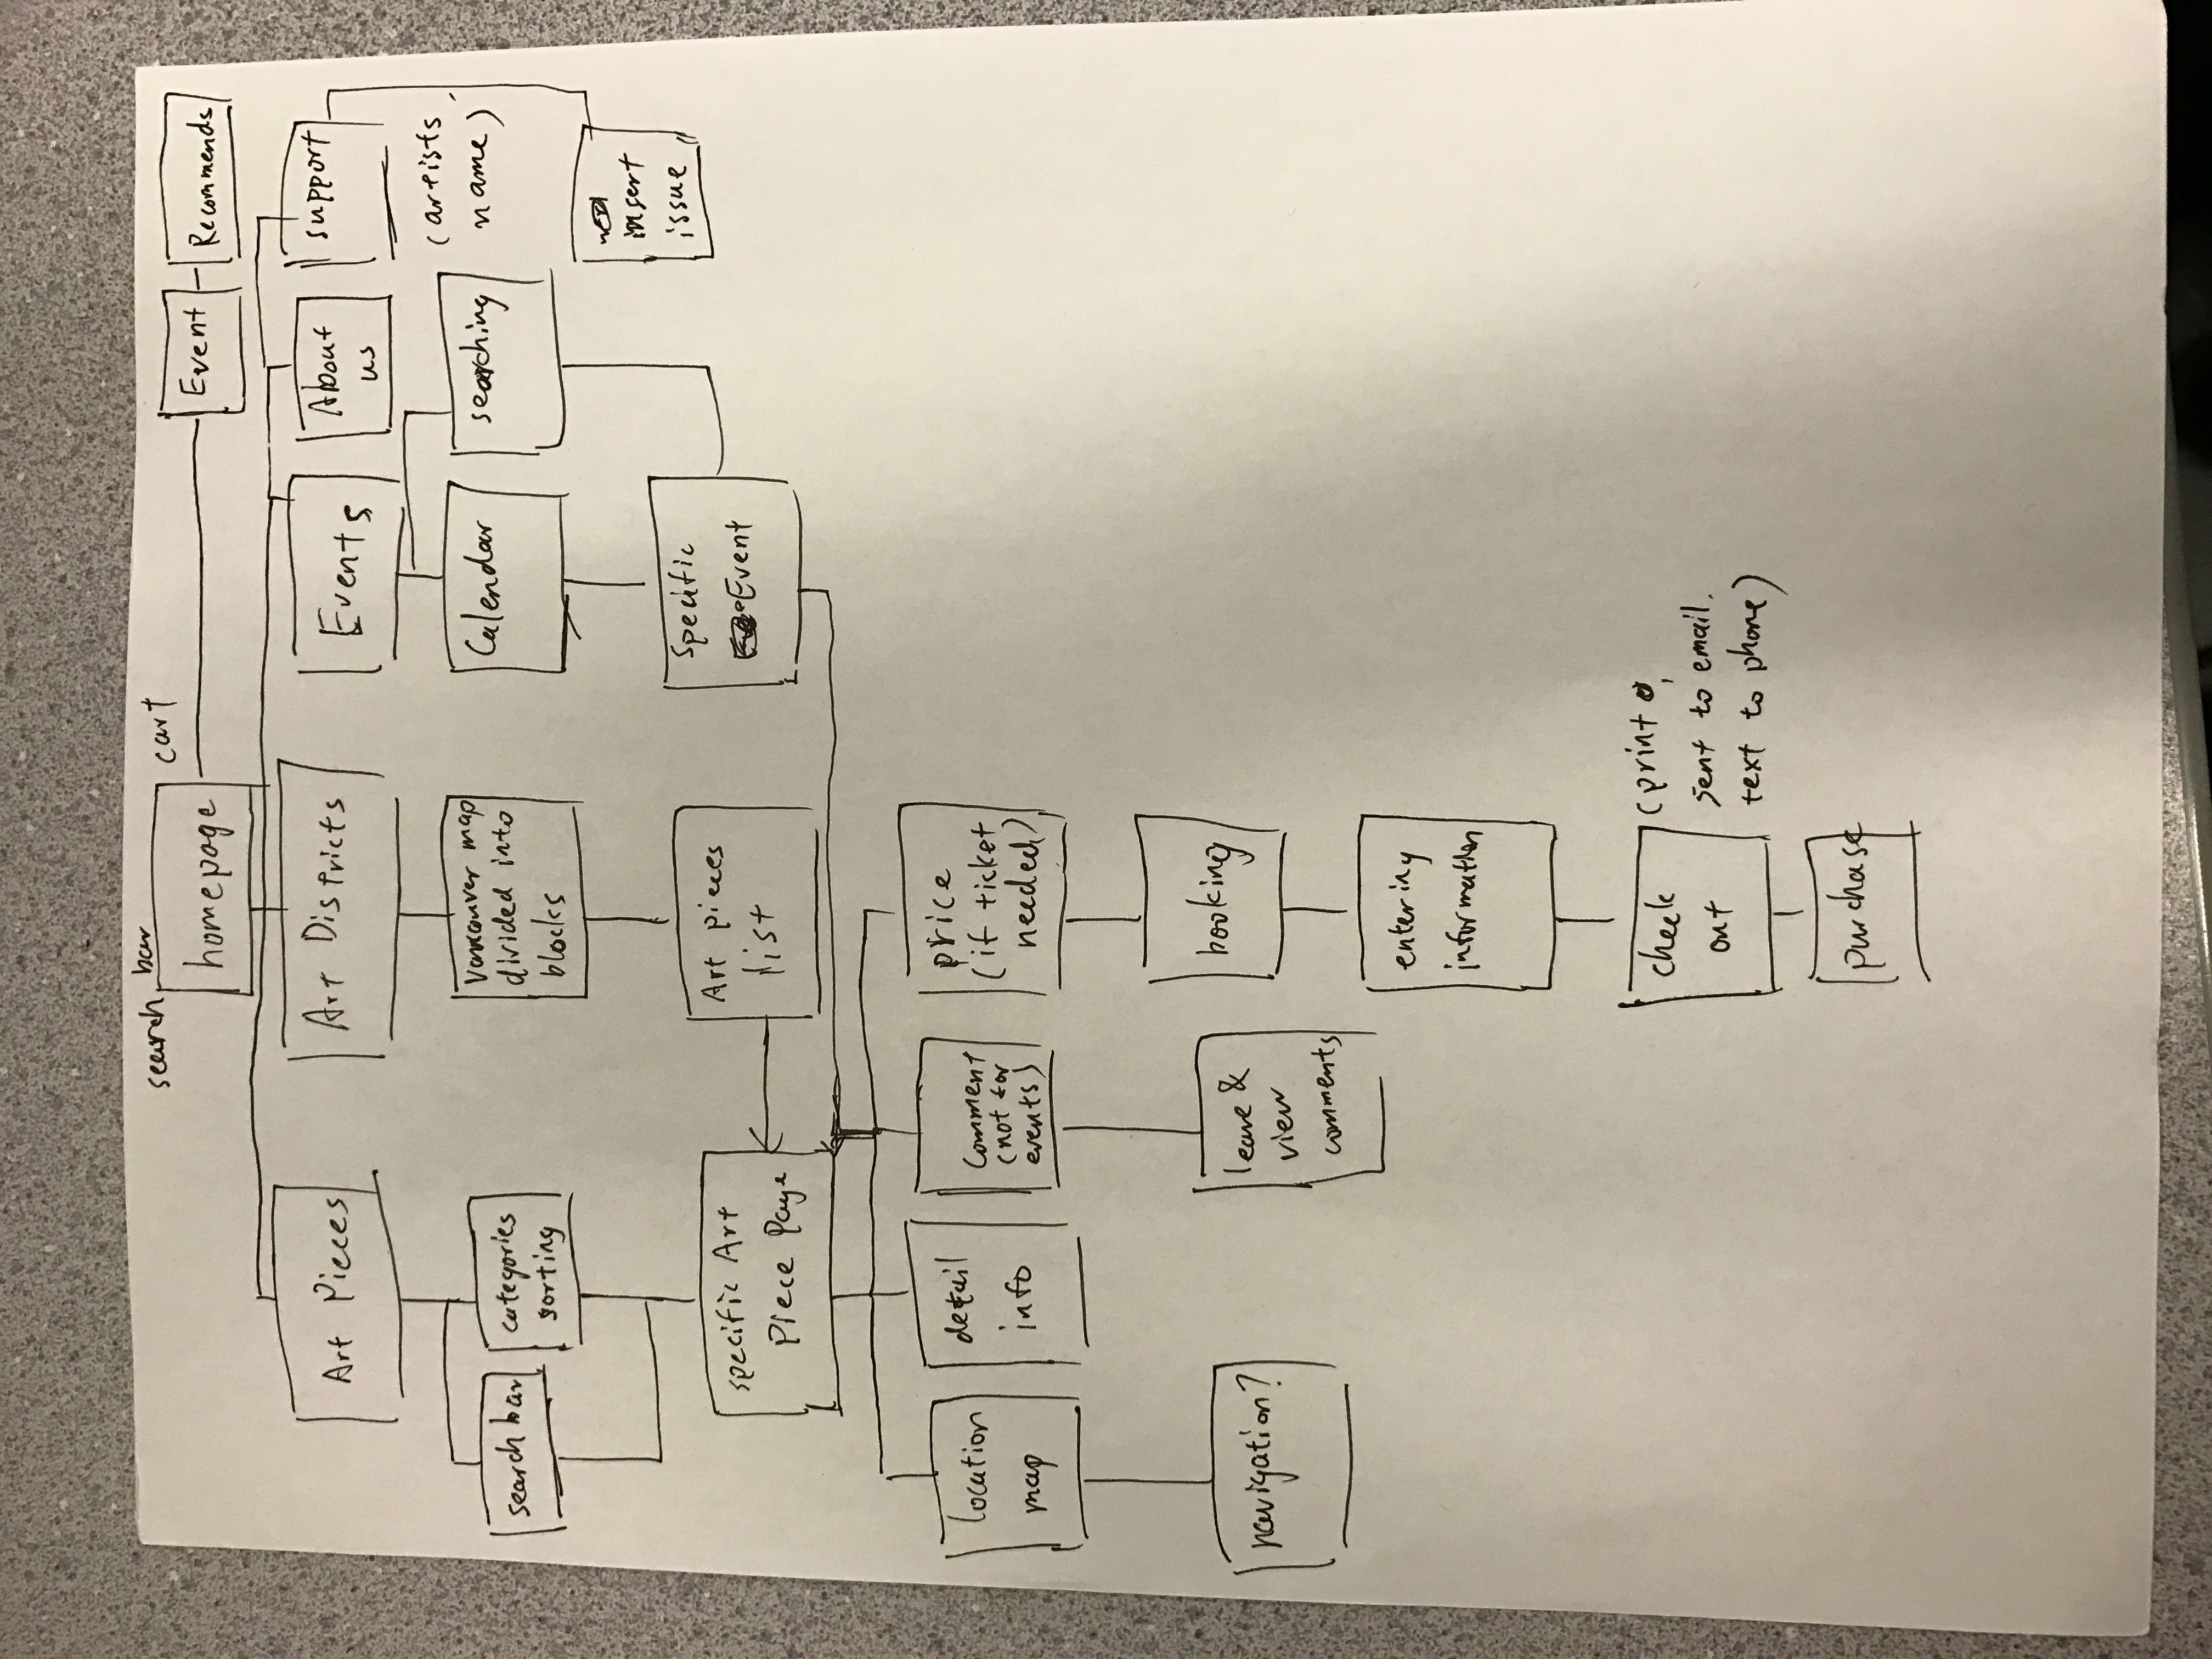 search bar
cart
homepage
Event
Recommends
Art Pieces
Art Districts
Events
About
us
support
(artists
name)
search bar
categories
sorting
Vancouver map
divided into
blocks
Calendar
searching
insert
issue
specific Art
Piece Page
Art pieces
list
Specific
Event
location
map
detail
info
comment
(not for
events)
price
(if ticket
needed)
navigation?
leave &
view
comments
booking
entering
information
check
out
(print,
sent to email.
text to phone)
purchase